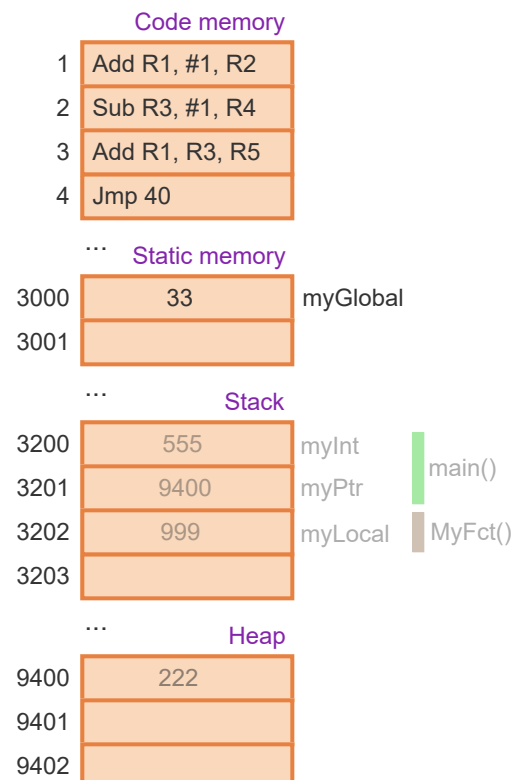 Code memory
1 Add R1, #1, R2
2 Sub R3, #1, R4
3 Add R1, R3, R5
4 Jmp 40
...
Static memory
3000 33 myGlobal
3001
...
Stack
3200 555 myInt
main()
3201 9400 myPtr
3202 999 myLocal MyFct()
3203
...
Heap
9400 222
9401
9402